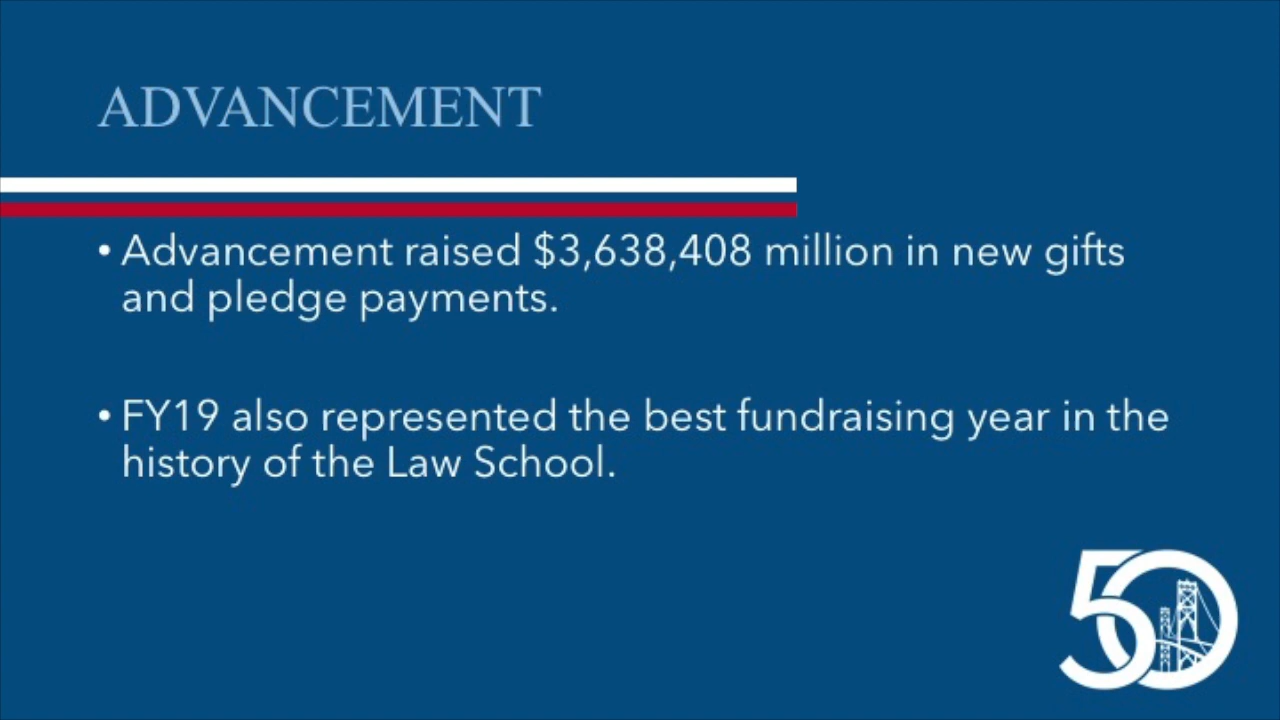 ADVANCEMENT
• Advancement raised $3,638,408 million in new gifts
and pledge payments.
• FY19 also represented the best fundraising year in the
history of the Law School.
50